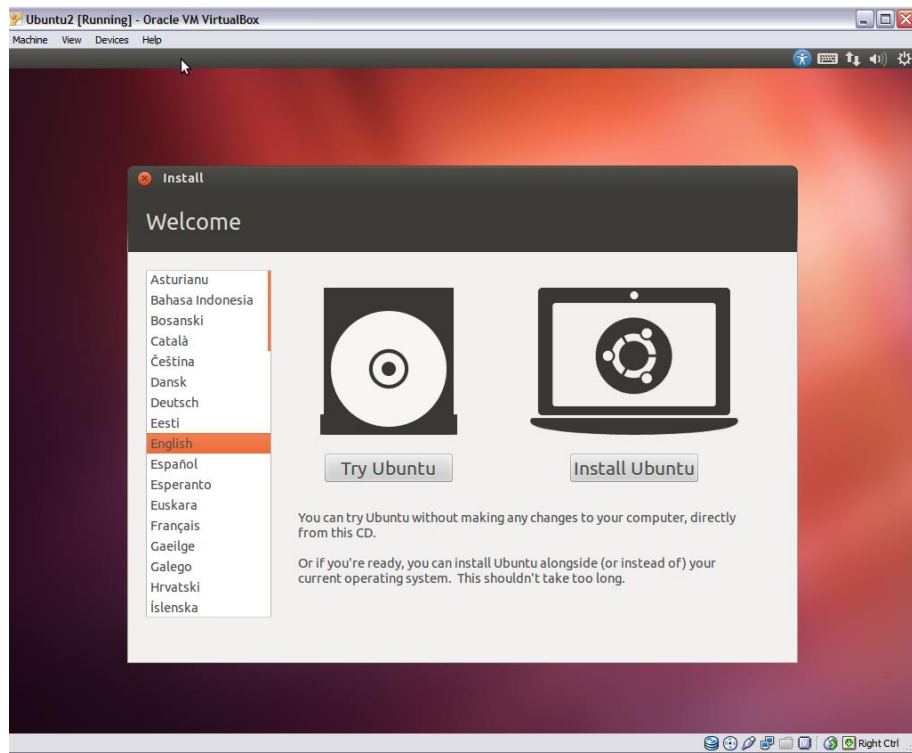 Ubuntu2 [Running] - Oracle VM VirtualBox
Machine View Devices Help
Install
Welcome
Asturianu
Bahasa Indonesia
Bosanski
Català
Čeština
Dansk
Deutsch
Eesti
English
Español
Esperanto
Euskara
Français
Gaeilge
Galego
Hrvatski
Íslenska
Try Ubuntu
Install Ubuntu
You can try Ubuntu without making any changes to your computer, directly
from this CD.
Or if you're ready, you can install Ubuntu alongside (or instead of) your
current operating system. This shouldn't take too long.
Right Ctrl